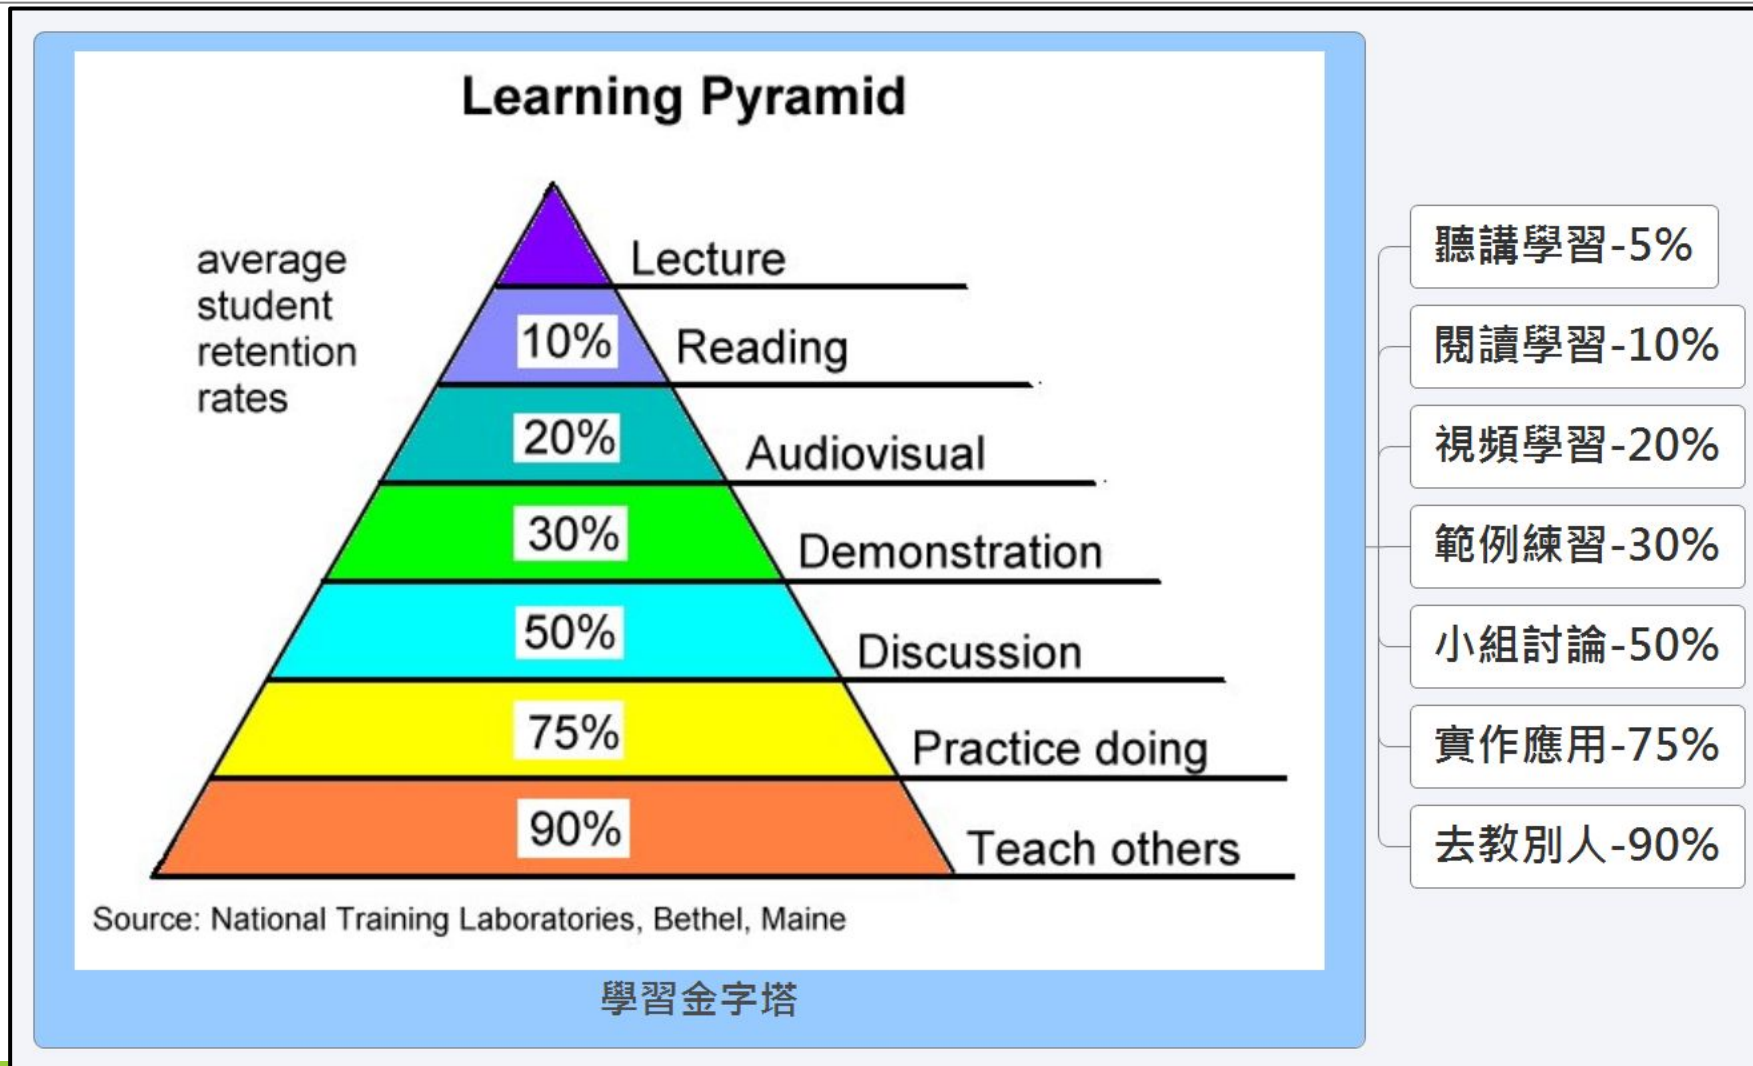 Learning Pyramid
average
student
retention
rates
Lecture
10%
Reading
20%
Audiovisual
30%
Demonstration
50%
Discussion
75%
Practice doing
90%
Teach others
Source: National Training Laboratories, Bethel, Maine
學習金字塔
聽講學習-5%
閱讀學習-10%
視頻學習-20%
範例練習-30%
小組討論-50%
實作應用-75%
去教別人-90%